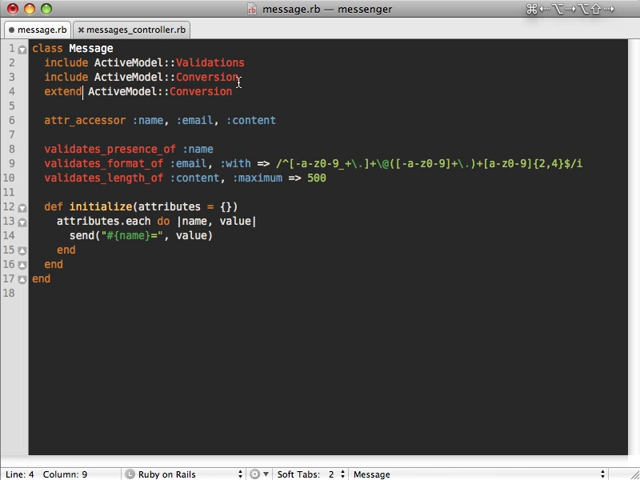 message.rb — messenger
message.rb
messages_controller.rb
1 class Message
2 include ActiveModel::Validations
3 include ActiveModel::Conversion
4 extend ActiveModel::Conversion
5
6 attr_accessor :name, :email, :content
7
8 validates_presence_of :name
9 validates_format_of :email, :with => /^[-a-z0-9_+\.]+\@([-a-z0-9]+\.)+[a-z0-9]{2,4}$/i
10 validates_length_of :content, :maximum => 500
11
12 def initialize(attributes = {})
13 attributes.each do |name, value|
14 send("#{name}=", value)
15 end
16 end
17 end
18
Line: 4 Column: 9 Ruby on Rails Soft Tabs: 2 Message